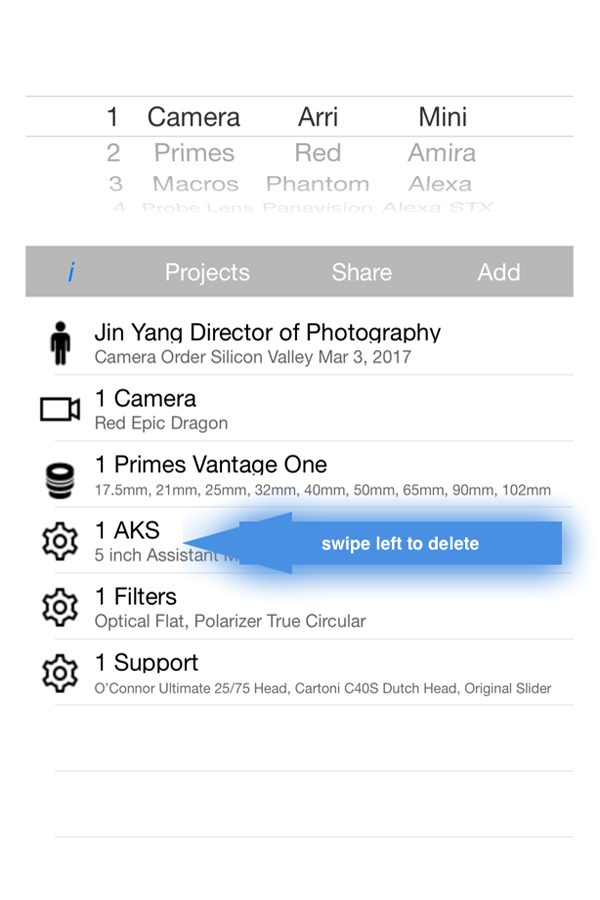 1 Camera Arri Mini
2 Primes Red Amira
3 Macros Phantom Alexa
4 Probe Lens Panavision Alexa STX
i Projects Share Add
Jin Yang Director of Photography
Camera Order Silicon Valley Mar 3, 2017
1 Camera
Red Epic Dragon
1 Primes Vantage One
17.5mm, 21mm, 25mm, 32mm, 40mm, 50mm, 65mm, 90mm, 102mm
1 AKS
5 inch Assistant
swipe left to delete
1 Filters
Optical Flat, Polarizer True Circular
1 Support
O'Connor Ultimate 25/75 Head, Cartoni C40S Dutch Head, Original Slider